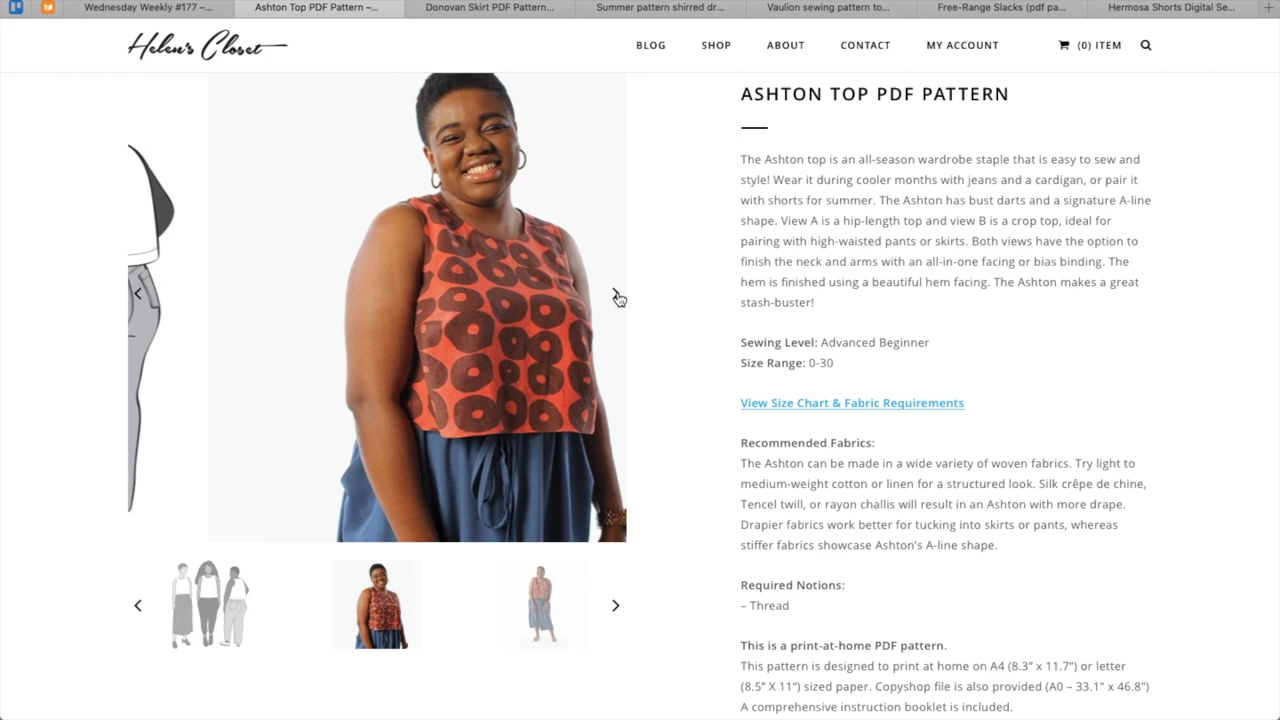 Wednesday Weekly #177 –...
Ashton Top PDF Pattern –...
Donovan Skirt PDF Pattern...
Summer pattern shirred dr...
Vaulion sewing pattern to...
Free-Range Slacks (pdf pa...
Hermosa Shorts Digital Se...
Helen's Closet
BLOG
SHOP
ABOUT
CONTACT
MY ACCOUNT
(0) ITEM
ASHTON TOP PDF PATTERN
The Ashton top is an all-season wardrobe staple that is easy to sew and
style! Wear it during cooler months with jeans and a cardigan, or pair it
with shorts for summer. The Ashton has bust darts and a signature A-line
shape. View A is a hip-length top and view B is a crop top, ideal for
pairing with high-waisted pants or skirts. Both views have the option to
finish the neck and arms with an all-in-one facing or bias binding. The
hem is finished using a beautiful hem facing. The Ashton makes a great
stash-buster!
Sewing Level: Advanced Beginner
Size Range: 0-30
View Size Chart & Fabric Requirements
Recommended Fabrics:
The Ashton can be made in a wide variety of woven fabrics. Try light to
medium-weight cotton or linen for a structured look. Silk crêpe de chine,
Tencel twill, or rayon challis will result in an Ashton with more drape.
Drapier fabrics work better for tucking into skirts or pants, whereas
stiffer fabrics showcase Ashton's A-line shape.
Required Notions:
– Thread
This is a print-at-home PDF pattern.
This pattern is designed to print at home on A4 (8.3” x 11.7”) or letter
(8.5” X 11”) sized paper. Copyshop file is also provided (A0 – 33.1" x 46.8")
A comprehensive instruction booklet is included.